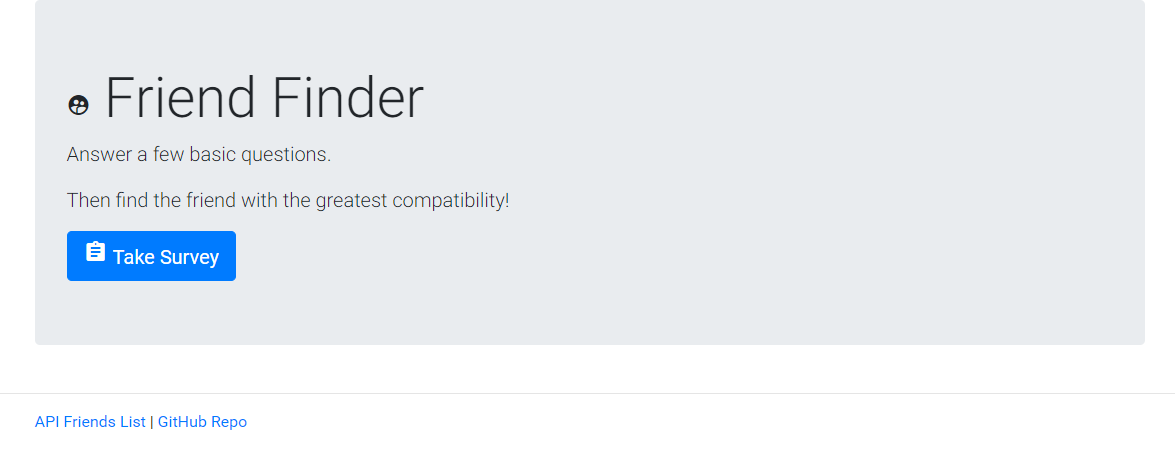 Friend Finder
Answer a few basic questions.
Then find the friend with the greatest compatibility!
Take Survey
API Friends List | GitHub Repo